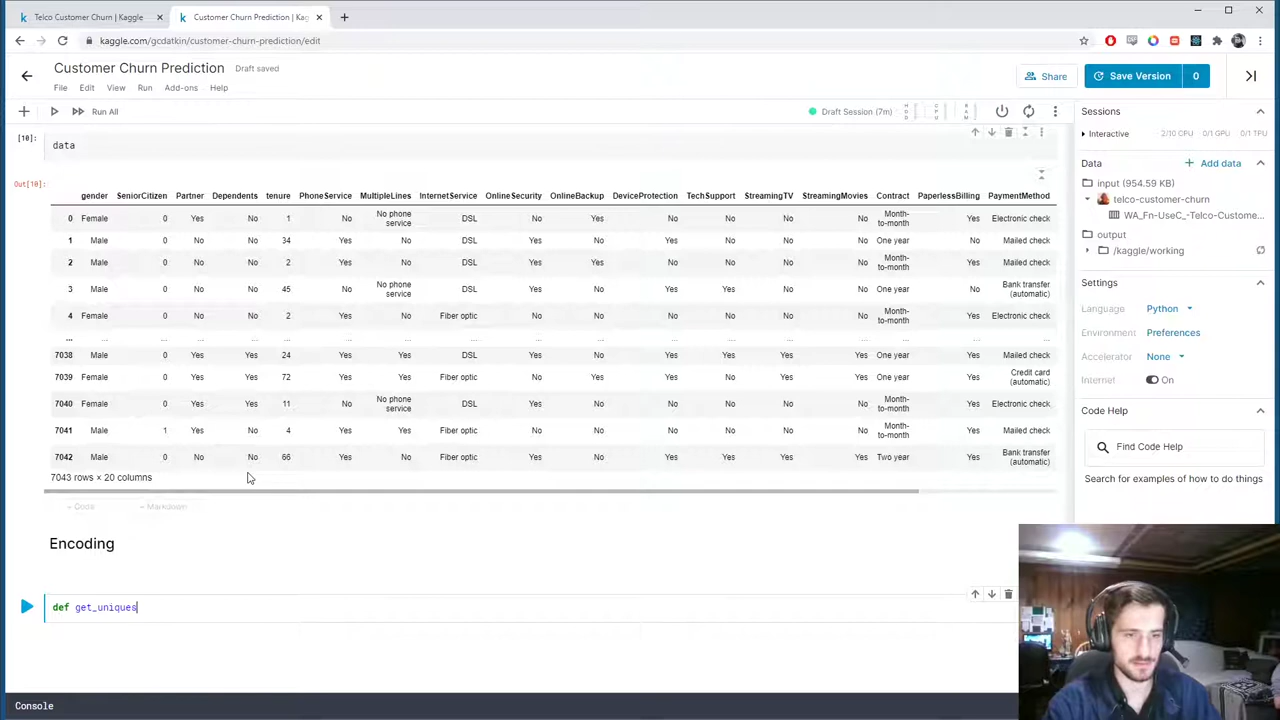 Telco Customer Churn | Kaggle
Customer Churn Prediction | Kag
kaggle.com/gcdatkin/customer-churn-prediction/edit
Customer Churn Prediction Draft saved
File Edit View Run Add-ons Help
Share
Save Version 0
Run All
Draft Session (7m)
[10]: data
Out[10]:
gender SeniorCitizen Partner Dependents tenure PhoneService MultipleLines InternetService OnlineSecurity OnlineBackup DeviceProtection TechSupport StreamingTV StreamingMovies Contract PaperlessBilling PaymentMethod
0 Female 0 Yes No 1 No No phone service DSL No Yes No No No No Month-to-month Yes Electronic check
1 Male 0 No No 34 Yes No DSL Yes No Yes No No No One year No Mailed check
2 Male 0 No No 2 Yes No DSL Yes Yes No No No No Month-to-month Yes Mailed check
3 Male 0 No No 45 No No phone service DSL Yes No Yes Yes No No One year No Bank transfer (automatic)
4 Female 0 No No 2 Yes No Fiber optic No No No No No No Month-to-month Yes Electronic check
... ... ... ... ... ... ... ... ... ... ... ... ... ... ... ... ... ...
7038 Male 0 Yes Yes 24 Yes Yes DSL Yes No Yes Yes Yes Yes One year Yes Mailed check
7039 Female 0 Yes Yes 72 Yes Yes Fiber optic No Yes Yes No Yes Yes One year Yes Credit card (automatic)
7040 Female 0 Yes Yes 11 No No phone service DSL Yes No No No No No Month-to-month Yes Electronic check
7041 Male 1 Yes No 4 Yes Yes Fiber optic No No No No No No Month-to-month Yes Mailed check
7042 Male 0 No No 66 Yes No Fiber optic Yes No Yes Yes Yes Yes Two year Yes Bank transfer (automatic)
7043 rows × 20 columns
+ Code + Markdown
Encoding
def get_uniques
Console
Sessions
Interactive 2/10 CPU 0/1 GPU 0/1 TPU
Data + Add data
input (954.59 KB)
telco-customer-churn
WA_Fn-UseC_-Telco-Custome...
output
/kaggle/working
Settings
Language Python
Environment Preferences
Accelerator None
Internet On
Code Help
Find Code Help
Search for examples of how to do things